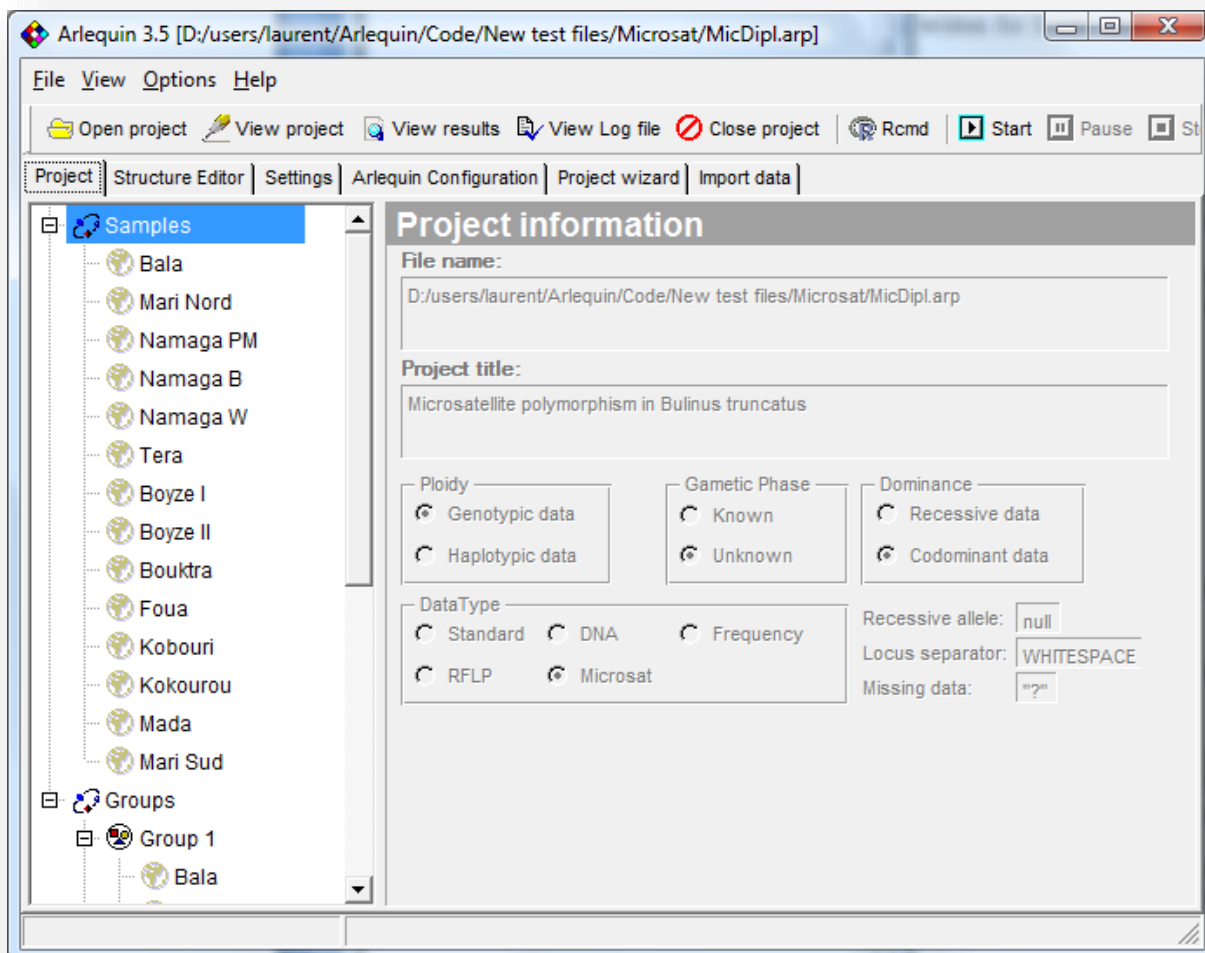 Arlequin 3.5 [D:/users/laurent/Arlequin/Code/New test files/Microsat/MicDipl.arp]
File View Options Help
Open project View project View results View Log file Close project Rcmd Start Pause
Project Structure Editor Settings Arlequin Configuration Project wizard Import data
Samples
Bala
Mari Nord
Namaga PM
Namaga B
Namaga W
Tera
Boyze I
Boyze II
Bouktra
Foua
Kobouri
Kokourou
Mada
Mari Sud
Groups
Group 1
Bala
Project information
File name:
D:/users/laurent/Arlequin/Code/New test files/Microsat/MicDipl.arp
Project title:
Microsatellite polymorphism in Bulinus truncatus
Ploidy
Genotypic data
Haplotypic data
Gametic Phase
Known
Unknown
Dominance
Recessive data
Codominant data
DataType
Standard DNA Frequency
RFLP Microsat
Recessive allele: null
Locus separator: WHITESPACE
Missing data: "?"